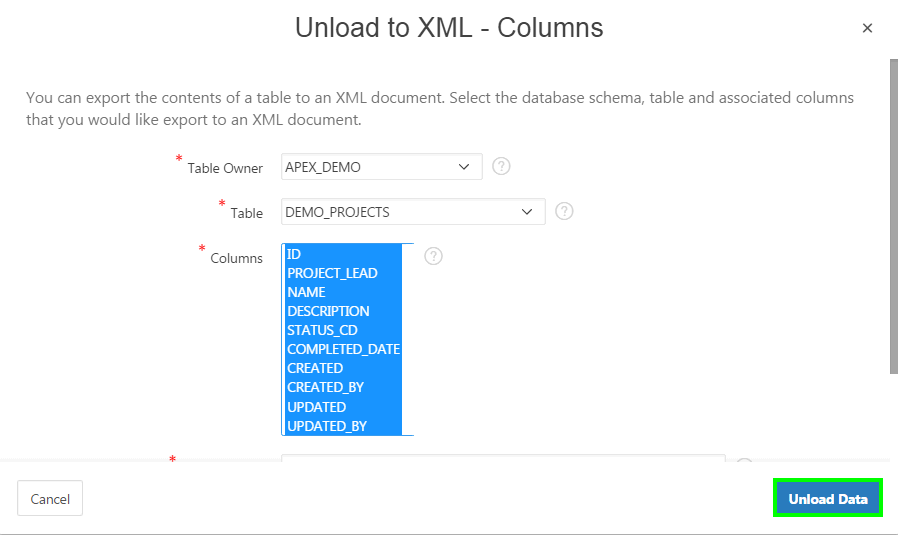 Unload to XML - Columns
×
You can export the contents of a table to an XML document. Select the database schema, table and associated columns
that you would like export to an XML document.
* Table Owner APEX_DEMO ?
* Table DEMO_PROJECTS ?
* Columns ID ?
PROJECT_LEAD
NAME
DESCRIPTION
STATUS_CD
COMPLETED_DATE
CREATED
CREATED_BY
UPDATED
UPDATED_BY
*
Cancel Unload Data